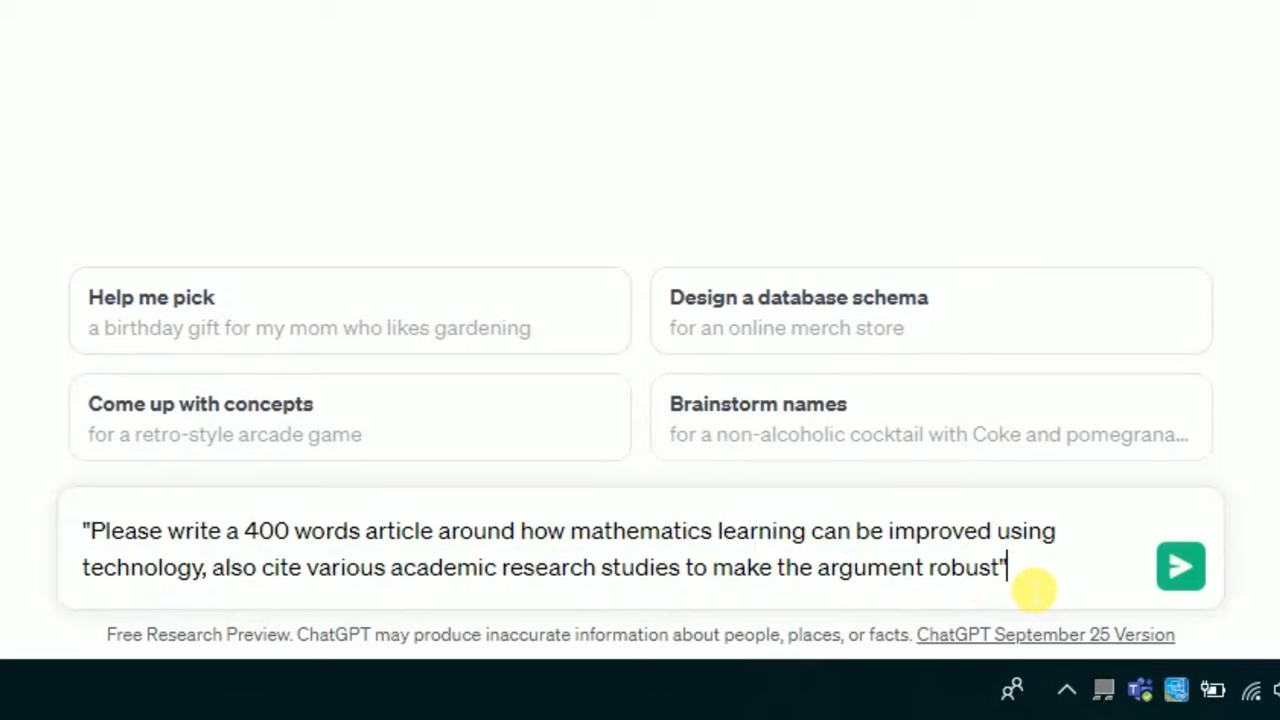 Help me pick
a birthday gift for my mom who likes gardening
Design a database schema
for an online merch store
Come up with concepts
for a retro-style arcade game
Brainstorm names
for a non-alcoholic cocktail with Coke and pomegrana...
"Please write a 400 words article around how mathematics learning can be improved using
technology, also cite various academic research studies to make the argument robust"
Free Research Preview. ChatGPT may produce inaccurate information about people, places, or facts. ChatGPT September 25 Version